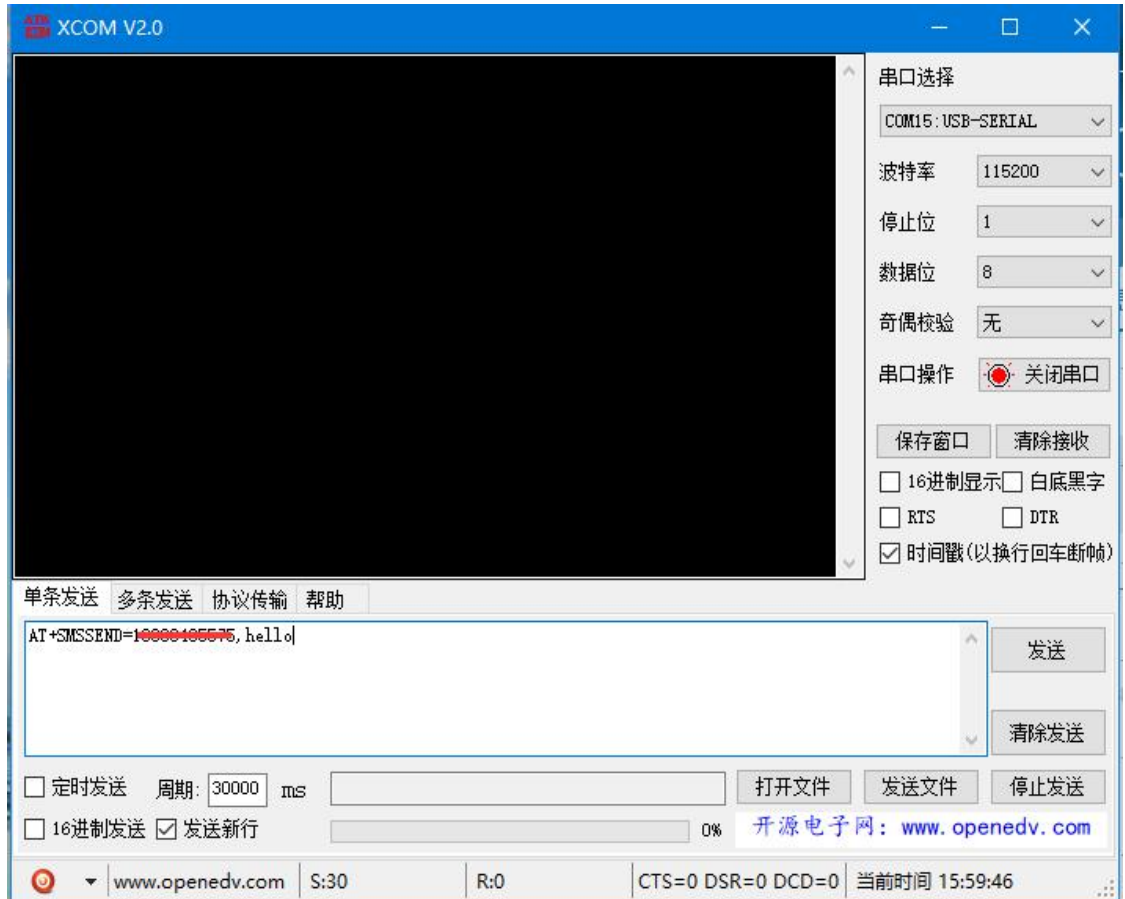 XCOM V2.0
串口选择
COM15:USB-SERIAL
波特率 115200
停止位 1
数据位 8
奇偶校验 无
串口操作 关闭串口
保存窗口 清除接收
16进制显示 白底黑字
RTS DTR
时间戳(以换行回车断帧)
单条发送 多条发送 协议传输 帮助
AT+SMSSEND=,hello
发送
清除发送
定时发送 周期: 30000 ms 打开文件 发送文件 停止发送
16进制发送 发送新行 0% 开源电子网: www.openedv.com
www.openedv.com S:30 R:0 CTS=0 DSR=0 DCD=0 当前时间 15:59:46